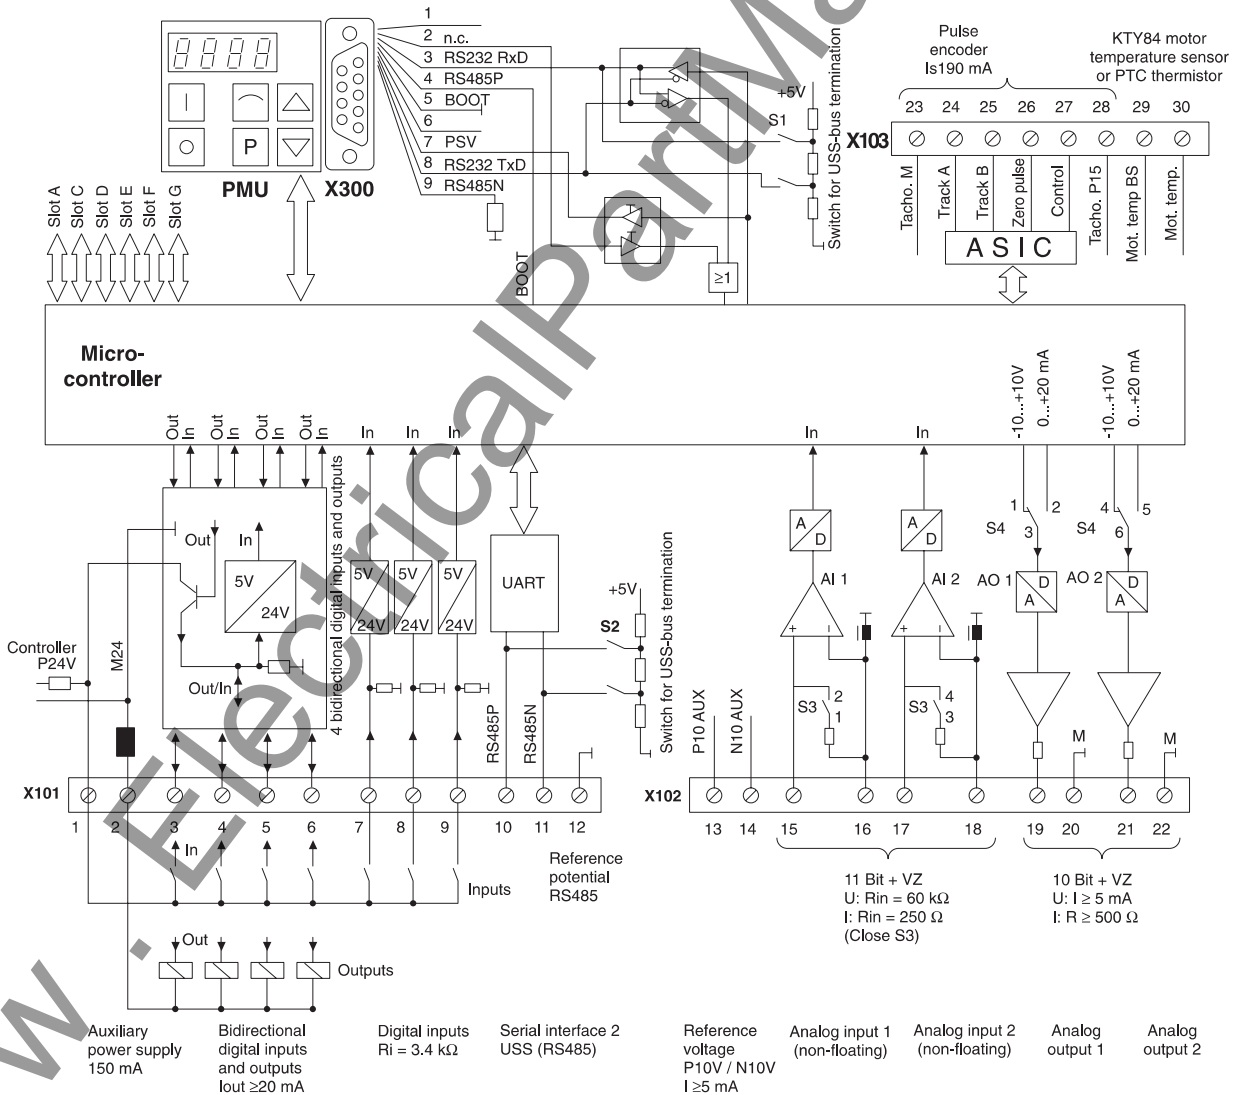 1
2 n.c.
3 RS232 RxD
4 RS485P
5 BOOT
6
7 PSV
8 RS232 TxD
9 RS485N
8888
P
PMU
X300
Slot A
Slot C
Slot D
Slot E
Slot F
Slot G
BOOT
≥1
+5V
S1
Switch for USS-bus termination
Pulse
encoder
Is190 mA
KTY84 motor
temperature sensor
or PTC thermistor
23 24 25 26 27 28 29 30
X103
Tacho. M
Track A
Track B
Zero pulse
Control
Tacho. P15
Mot. temp BS
Mot. temp.
ASIC
Micro-
controller
Out
In
Out
In
Out
In
Out
In
In
In
In
In
In
-10...+10V
0...+20 mA
-10...+10V
0...+20 mA
4 bidirectional digital inputs and outputs
Out
In
5V
24V
5V
24V
5V
24V
5V
24V
Out/In
UART
Controller
P24V
M24
+5V
S2
Switch for USS-bus termination
RS485P
RS485N
P10 AUX
N10 AUX
A
D
AI 1
+ −
S3
2
1
A
D
AI 2
+ −
S3
4
3
1 2
S4
3
AO 1
D
A
4 5
S4
6
AO 2
D
A
M
M
X101
1 2 3 4 5 6 7 8 9 10 11 12
X102
13 14 15 16 17 18 19 20 21 22
In
Inputs
Reference
potential
RS485
Out
Outputs
11 Bit + VZ
U: Rin = 60 kΩ
I: Rin = 250 Ω
(Close S3)
10 Bit + VZ
U: I ≥ 5 mA
I: R ≥ 500 Ω
Auxiliary
power supply
150 mA
Bidirectional
digital inputs
and outputs
Iout ≥20 mA
Digital inputs
Ri = 3.4 kΩ
Serial interface 2
USS (RS485)
Reference
voltage
P10V / N10V
I ≥5 mA
Analog input 1
(non-floating)
Analog input 2
(non-floating)
Analog
output 1
Analog
output 2
w . ElectricalPartMa